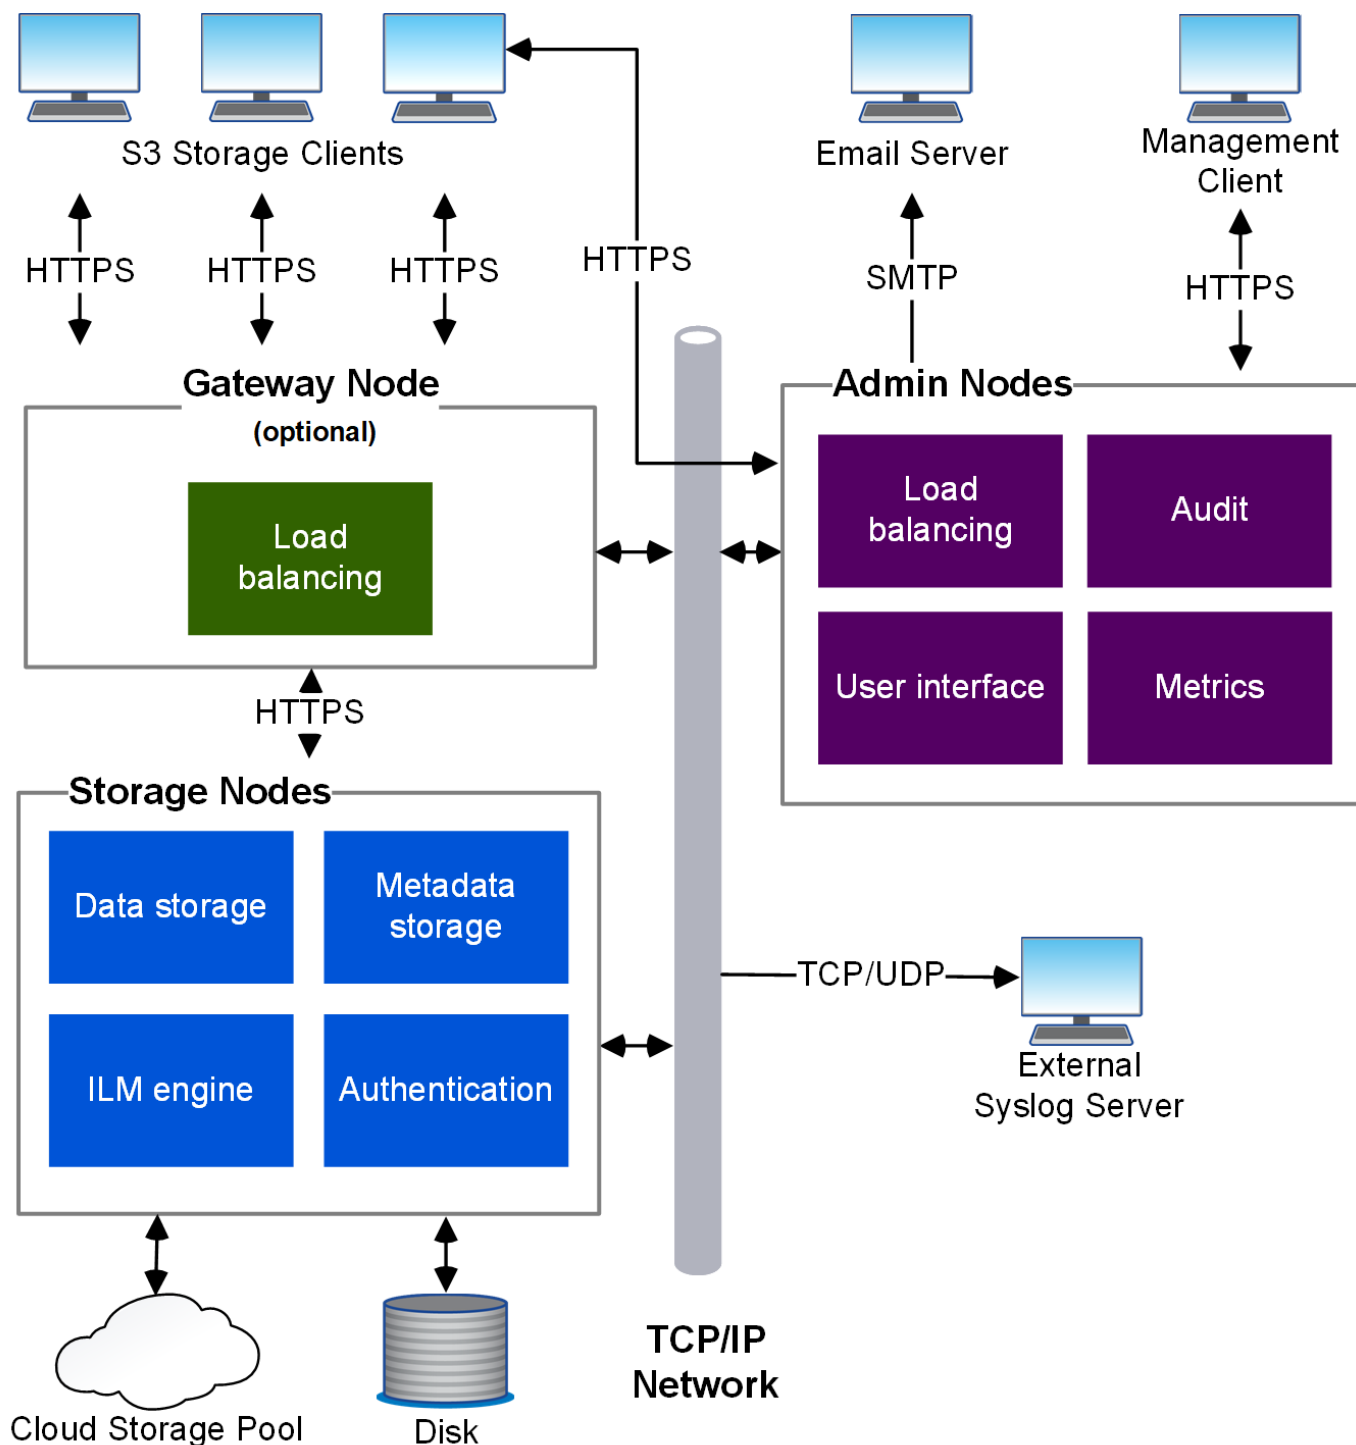 S3 Storage Clients
Email Server
Management
Client
HTTPS
HTTPS
HTTPS
HTTPS
SMTP
HTTPS
Gateway Node
(optional)
Load
balancing
Admin Nodes
Load
balancing
Audit
User interface
Metrics
HTTPS
Storage Nodes
Data storage
Metadata
storage
ILM engine
Authentication
TCP/UDP
External
Syslog Server
TCP/IP
Network
Cloud Storage Pool
Disk